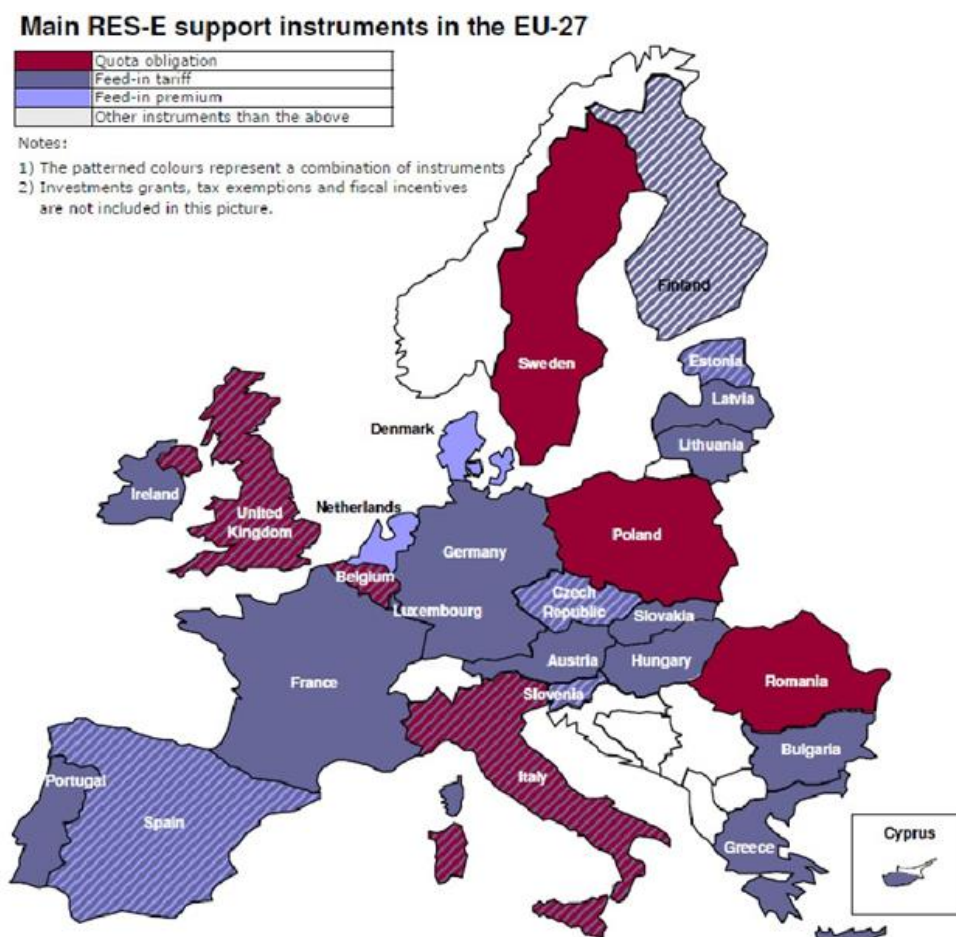 Main RES-E support instruments in the EU-27
Quota obligation
Feed-in tariff
Feed-in premium
Other instruments than the above
Notes:
1) The patterned colours represent a combination of instruments
2) Investments grants, tax exemptions and fiscal incentives
are not included in this picture.
Finland
Sweden
Estonia
Latvia
Denmark
Lithuania
Ireland
Netherlands
United
Kingdom
Poland
Germany
Belgium
Czech
Republic
Luxembourg
Slovakia
Austria
Hungary
France
Slovenia
Romania
Bulgaria
Portugal
Italy
Spain
Cyprus
Greece